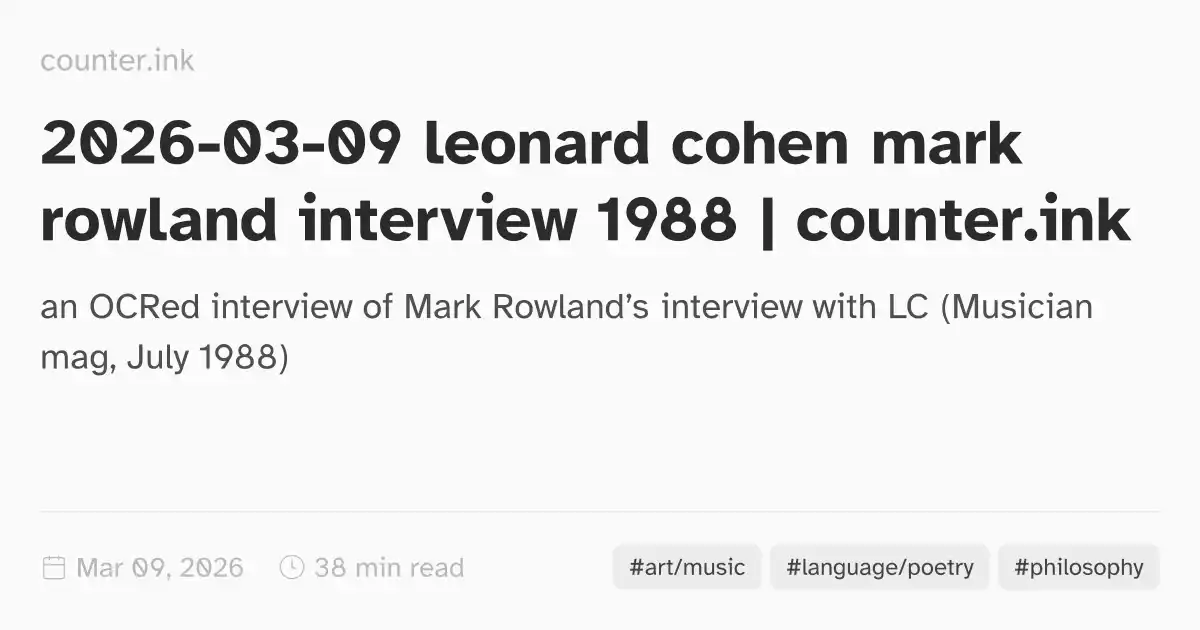 counter.ink
2026-03-09 leonard cohen mark
rowland interview 1988 | counter.ink
an OCRed interview of Mark Rowland’s interview with LC (Musician
mag, July 1988)
Mar 09, 2026 38 min read #art/music #language/poetry #philosophy